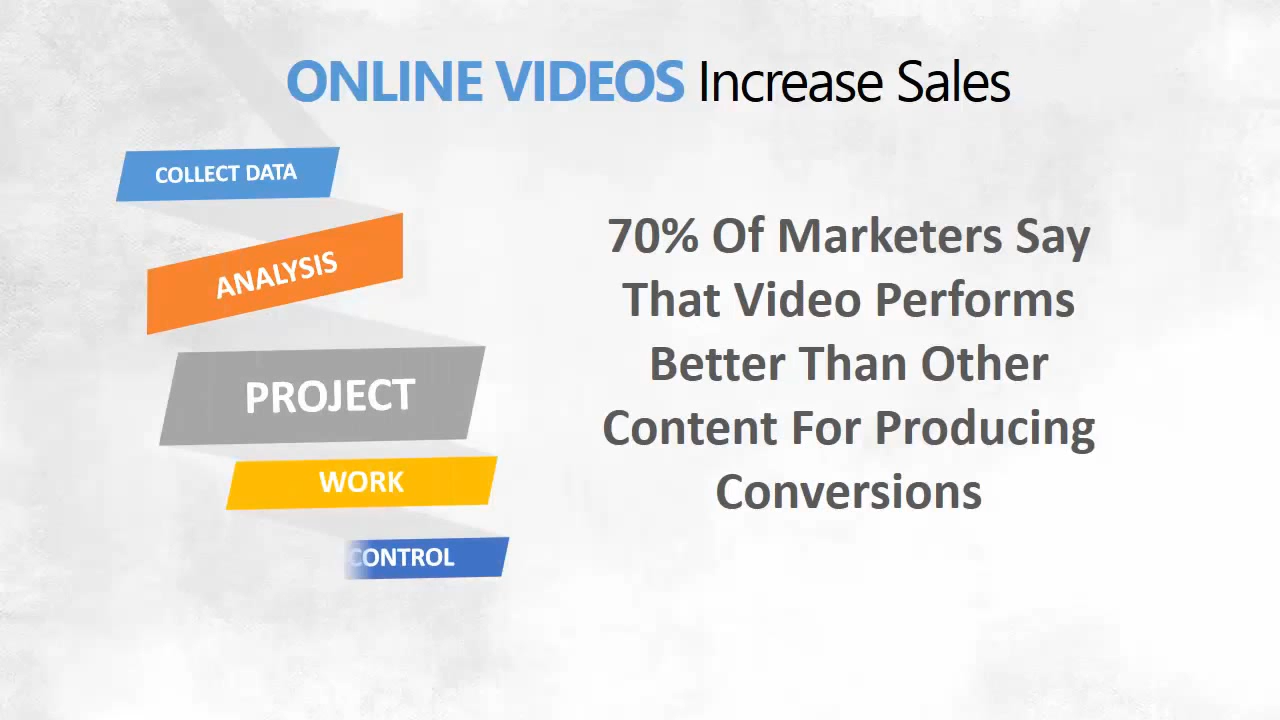 ONLINE VIDEOS Increase Sales
COLLECT DATA
ANALYSIS
PROJECT
WORK
CONTROL
70% Of Marketers Say
That Video Performs
Better Than Other
Content For Producing
Conversions